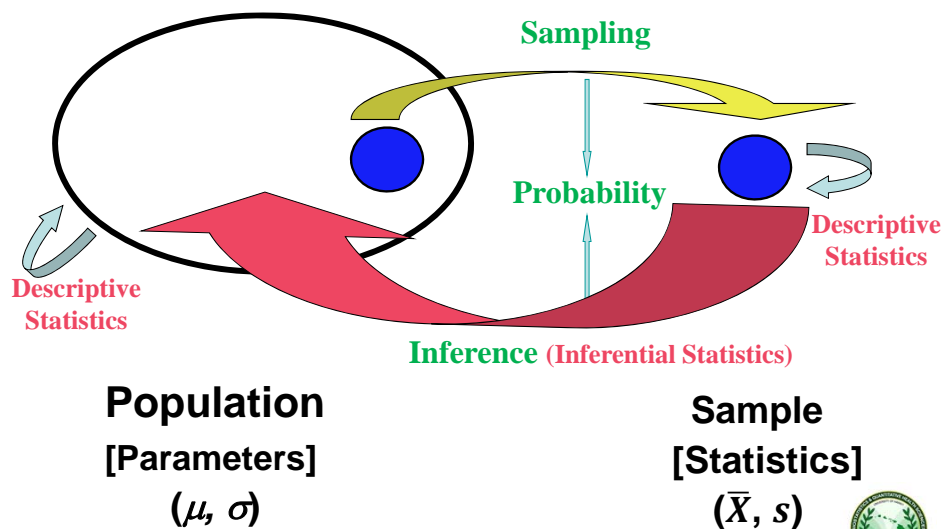 Sampling
Probability
Descriptive
Statistics
Descriptive
Statistics
Inference (Inferential Statistics)
Population
[Parameters]
(μ, σ)
Sample
[Statistics]
(X̅, s)